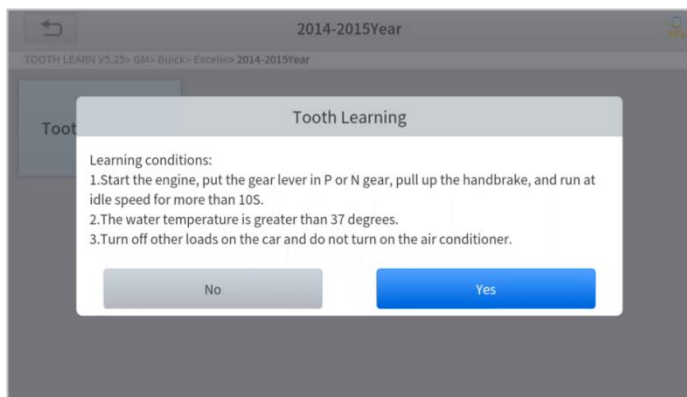 2014-2015Year
TOOTH LEARN V5.25> GM> Buick> Excelle> 2014-2015Year
Toot
Tooth Learning
Learning conditions:
1.Start the engine, put the gear lever in P or N gear, pull up the handbrake, and run at
idle speed for more than 10S.
2.The water temperature is greater than 37 degrees.
3.Turn off other loads on the car and do not turn on the air conditioner.
No
Yes